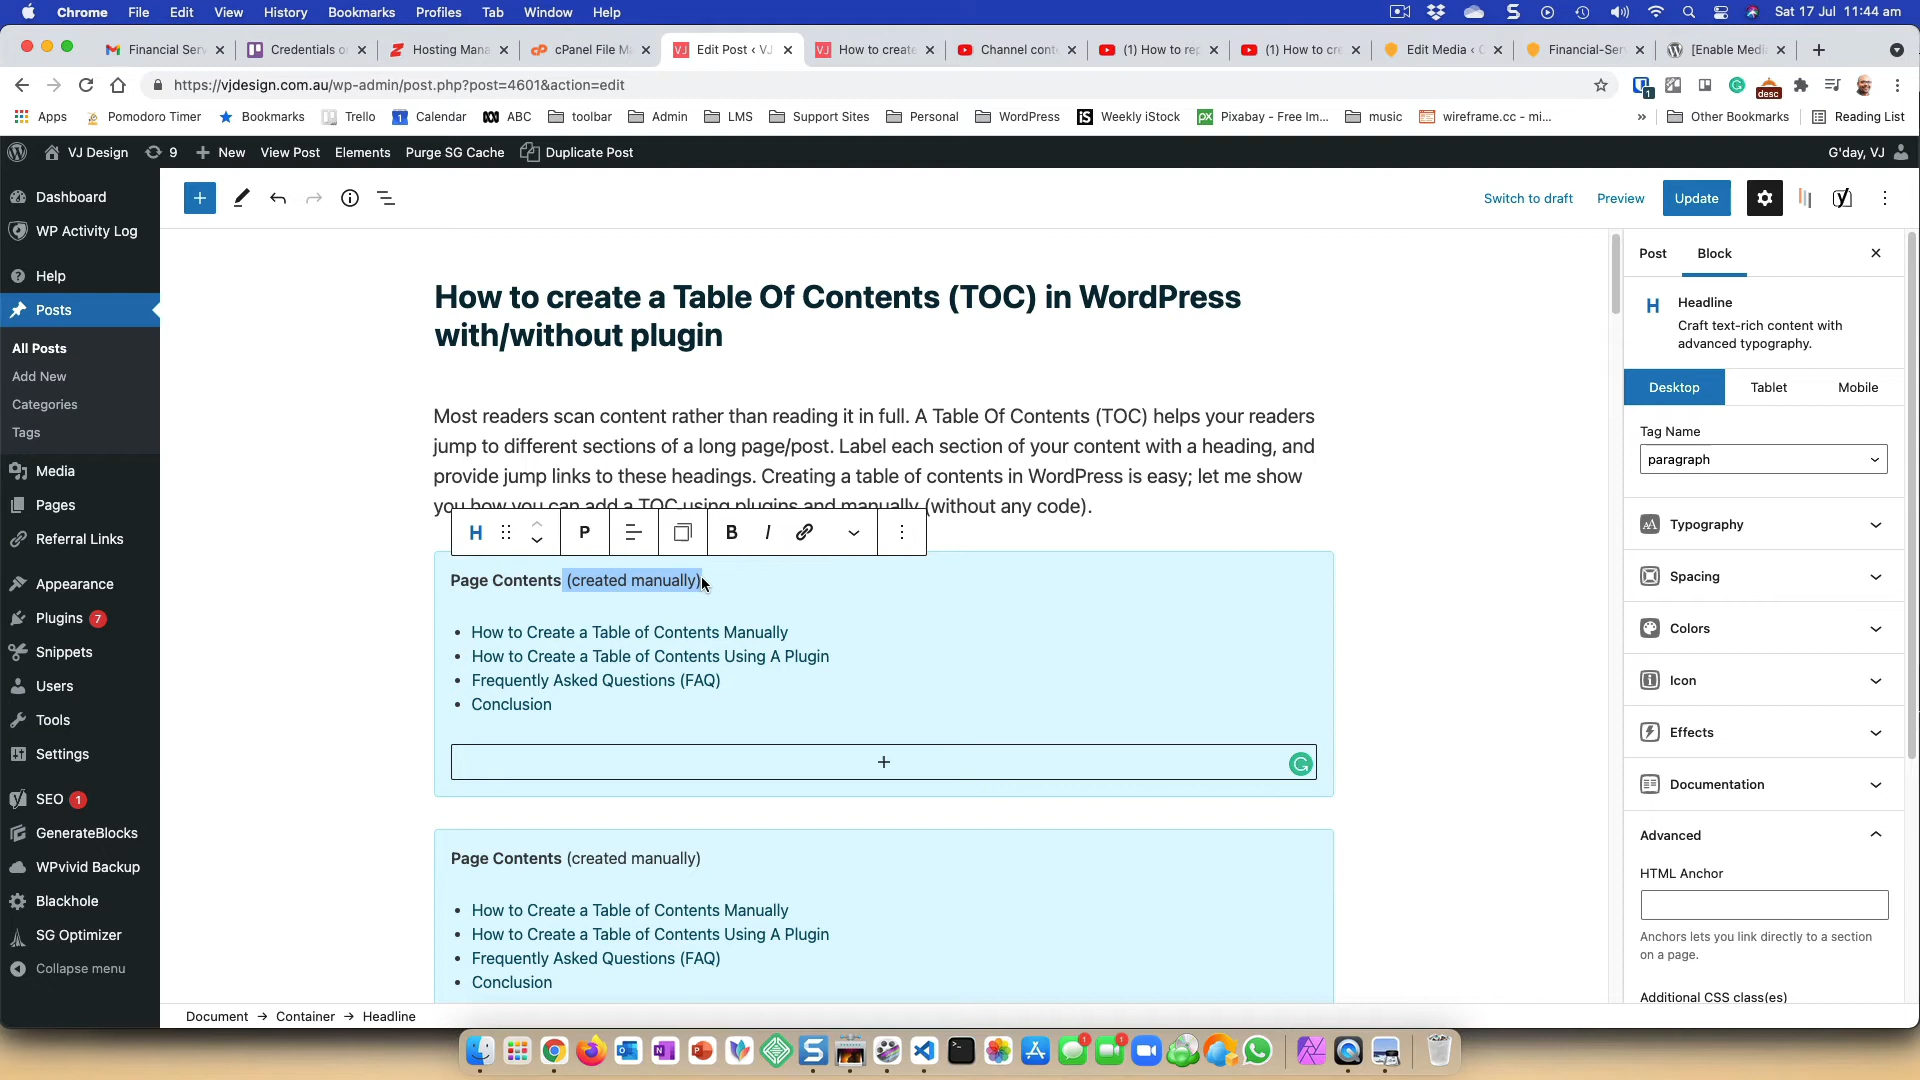 Chrome File Edit View History Bookmarks Profiles Tab Window Help Sat 17 Jul 11:44 am
Financial Serv Credentials o Hosting Mana cPanel File M Edit Post ‹ VJ How to create Channel cont (1) How to rep (1) How to cre Edit Media ‹ Financial-Ser [Enable Medi
https://vjdesign.com.au/wp-admin/post.php?post=4601&action=edit
1 desc
Apps Pomodoro Timer Bookmarks Trello Calendar ABC toolbar Admin LMS Support Sites Personal WordPress Weekly iStock Pixabay - Free Im... music wireframe.cc - mi... » Other Bookmarks Reading List
VJ Design 9 New View Post Elements Purge SG Cache Duplicate Post G'day, VJ
Dashboard
WP Activity Log
Help
Posts
All Posts
Add New
Categories
Tags
Media
Pages
Referral Links
Appearance
Plugins 7
Snippets
Users
Tools
Settings
SEO 1
GenerateBlocks
WPvivid Backup
Blackhole
SG Optimizer
Collapse menu
Switch to draft Preview Update
How to create a Table Of Contents (TOC) in WordPress
with/without plugin
Most readers scan content rather than reading it in full. A Table Of Contents (TOC) helps your readers
jump to different sections of a long page/post. Label each section of your content with a heading, and
provide jump links to these headings. Creating a table of contents in WordPress is easy; let me show
you how you can add a TOC using plugins and manually (without any code).
H P B I
Page Contents (created manually)
• How to Create a Table of Contents Manually
• How to Create a Table of Contents Using A Plugin
• Frequently Asked Questions (FAQ)
• Conclusion
Page Contents (created manually)
• How to Create a Table of Contents Manually
• How to Create a Table of Contents Using A Plugin
• Frequently Asked Questions (FAQ)
• Conclusion
Document → Container → Headline
Post Block
H Headline
Craft text-rich content with
advanced typography.
Desktop Tablet Mobile
Tag Name
paragraph
Typography
Spacing
Colors
Icon
Effects
Documentation
Advanced
HTML Anchor
Anchors lets you link directly to a section
on a page.
Additional CSS class(es)